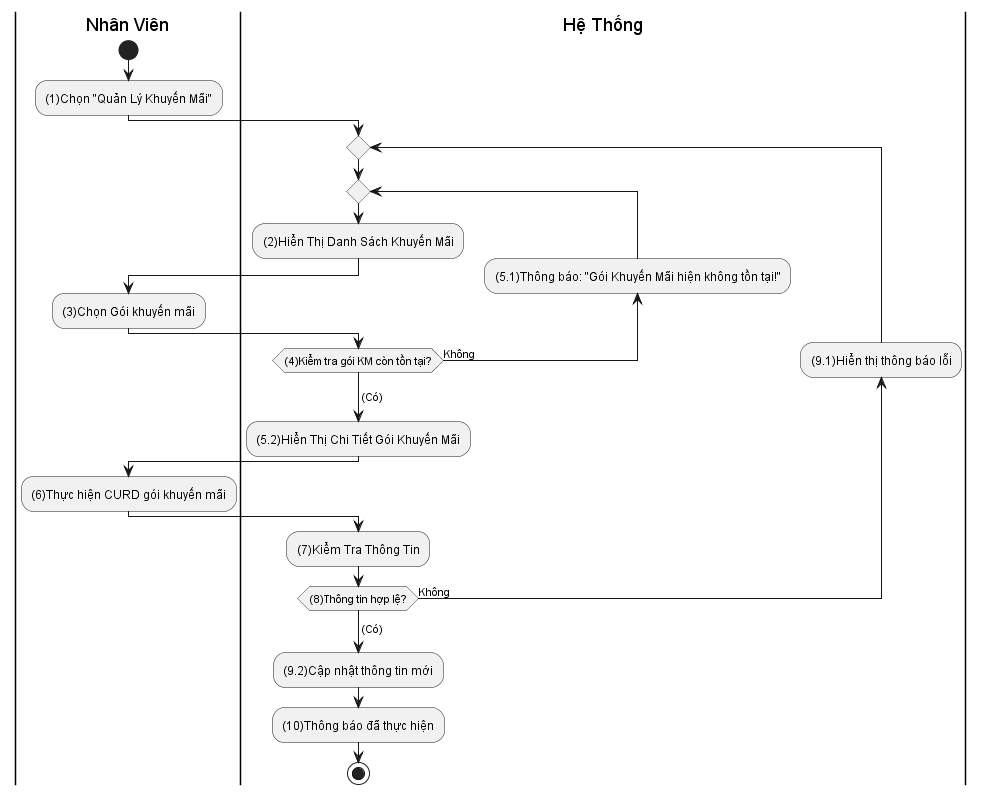 Nhân Viên
Hệ Thống
(1)Chọn "Quản Lý Khuyến Mãi"
(2)Hiển Thị Danh Sách Khuyến Mãi
(5.1)Thông báo: "Gói Khuyến Mãi hiện không tồn tại!"
(3)Chọn Gói khuyến mãi
(4)Kiểm tra gói KM còn tồn tại?
Không
(9.1)Hiển thị thông báo lỗi
(Có)
(5.2)Hiển Thị Chi Tiết Gói Khuyến Mãi
(6)Thực hiện CURD gói khuyến mãi
(7)Kiểm Tra Thông Tin
(8)Thông tin hợp lệ?
Không
(Có)
(9.2)Cập nhật thông tin mới
(10)Thông báo đã thực hiện